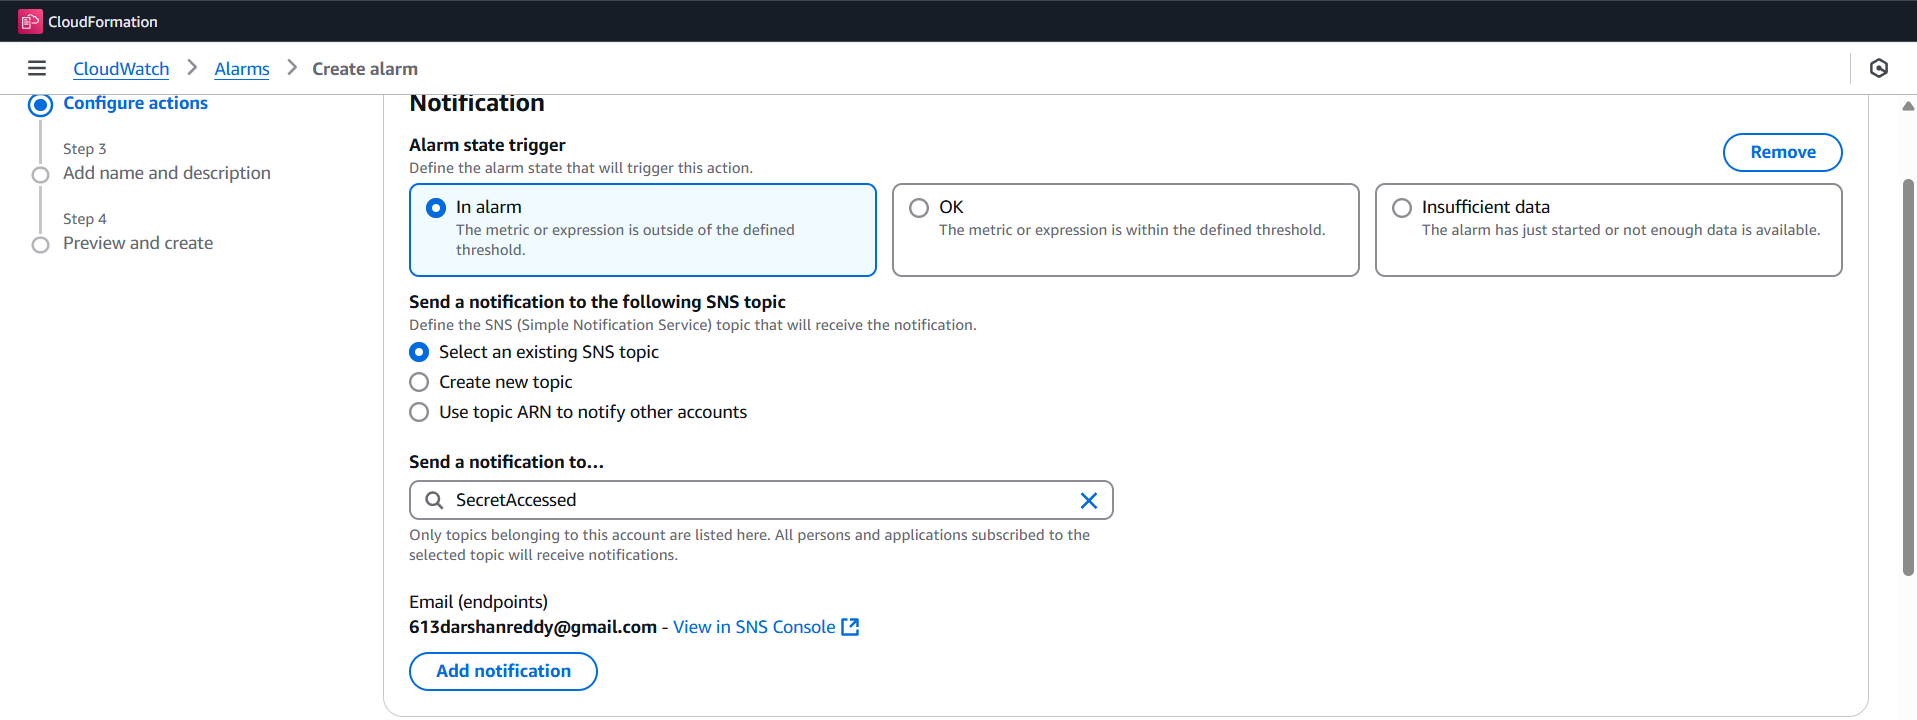 CloudFormation
CloudWatch > Alarms > Create alarm
Configure actions
Step 3
Add name and description
Step 4
Preview and create
Notification
Alarm state trigger
Define the alarm state that will trigger this action.
Remove
In alarm
The metric or expression is outside of the defined
threshold.
OK
The metric or expression is within the defined threshold.
Insufficient data
The alarm has just started or not enough data is available.
Send a notification to the following SNS topic
Define the SNS (Simple Notification Service) topic that will receive the notification.
Select an existing SNS topic
Create new topic
Use topic ARN to notify other accounts
Send a notification to…
SecretAccessed
Only topics belonging to this account are listed here. All persons and applications subscribed to the
selected topic will receive notifications.
Email (endpoints)
613darshanreddy@gmail.com - View in SNS Console
Add notification